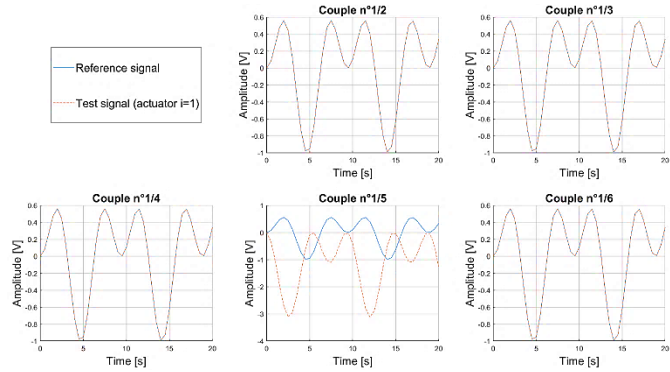 Reference signal
Test signal (actuator i=1)
Couple n°1/2
0.6
0.4
0.2
0
-0.2
-0.4
-0.6
-0.8
-1
Amplitude [V]
0 5 10 15 20
Time [s]
Couple n°1/3
0.6
0.4
0.2
0
-0.2
-0.4
-0.6
-0.8
-1
Amplitude [V]
0 5 10 15 20
Time [s]
Couple n°1/4
0.6
0.4
0.2
0
-0.2
-0.4
-0.6
-0.8
-1
Amplitude [V]
0 5 10 15 20
Time [s]
Couple n°1/5
1
0
-1
-2
-3
-4
Amplitude [V]
0 5 10 15 20
Time [s]
Couple n°1/6
0.6
0.4
0.2
0
-0.2
-0.4
-0.6
-0.8
-1
Amplitude [V]
0 5 10 15 20
Time [s]